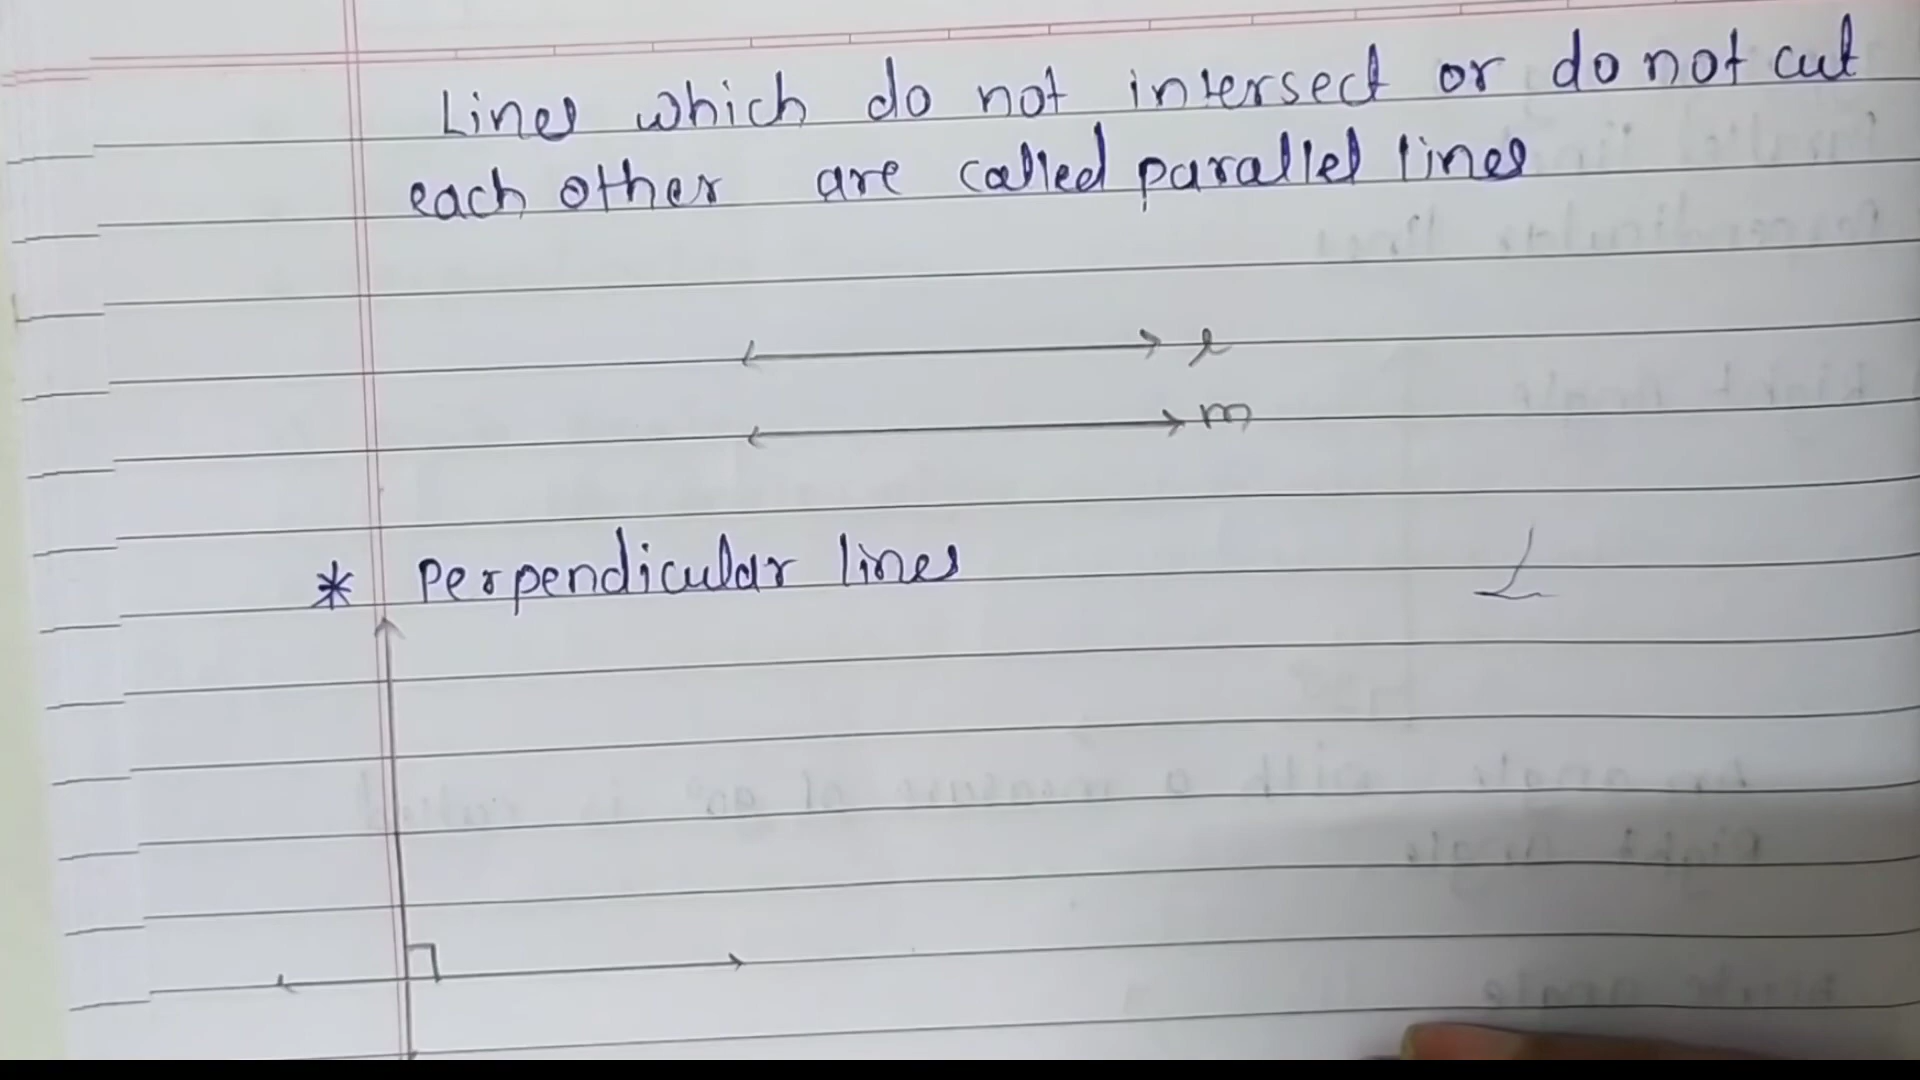 Lines which do not intersect or do not cut
each other are called parallel lines
l
m
* Perpendicular lines